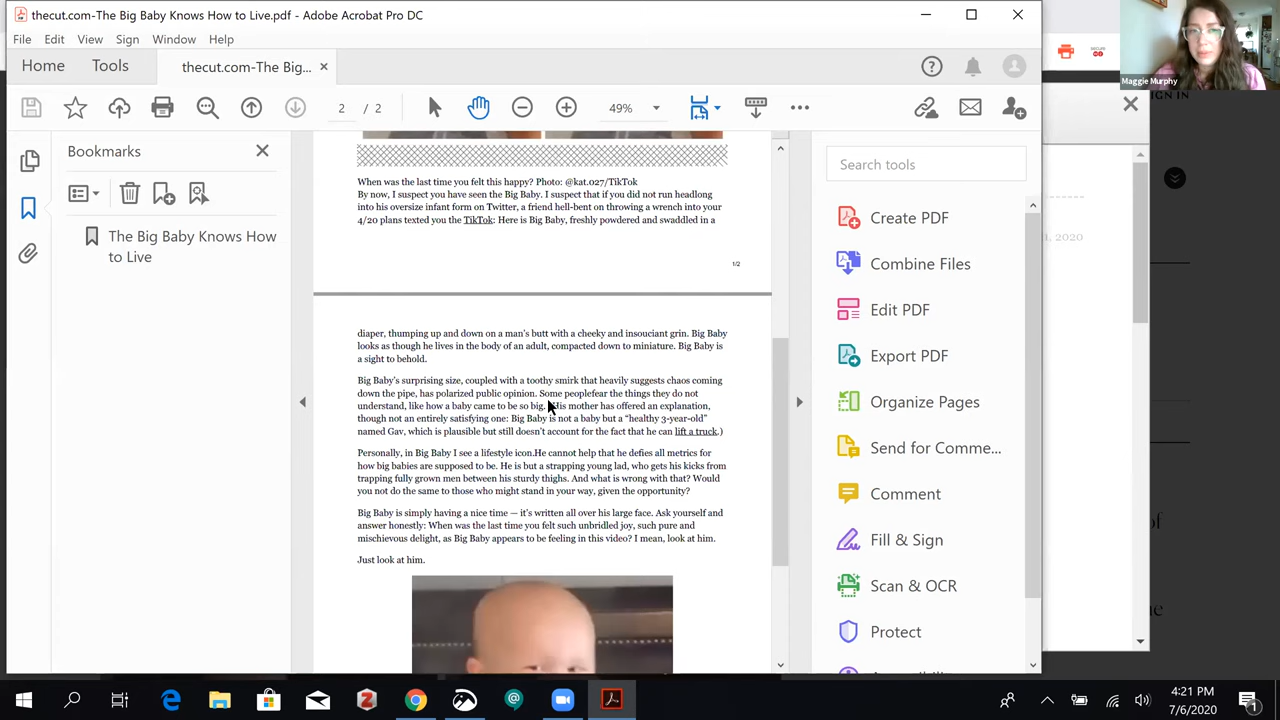 thecut.com-The Big Baby Knows How to Live.pdf - Adobe Acrobat Pro DC
File Edit View Sign Window Help
Home Tools thecut.com-The Big...
2 / 2 49%
Maggie Murphy
IGN IN
Bookmarks
The Big Baby Knows How
to Live
When was the last time you felt this happy? Photo: @kat.027/TikTok
By now, I suspect you have seen the Big Baby. I suspect that if you did not run headlong
into his oversize infant form on Twitter, a friend hell-bent on throwing a wrench into your
4/20 plans texted you the TikTok: Here is Big Baby, freshly powdered and swaddled in a
1/2
diaper, thumping up and down on a man's butt with a cheeky and insouciant grin. Big Baby
looks as though he lives in the body of an adult, compacted down to miniature. Big Baby is
a sight to behold.
Big Baby's surprising size, coupled with a toothy smirk that heavily suggests chaos coming
down the pipe, has polarized public opinion. Some peoplefear the things they do not
understand, like how a baby came to be so big. His mother has offered an explanation,
though not an entirely satisfying one: Big Baby is not a baby but a “healthy 3-year-old”
named Gav, which is plausible but still doesn't account for the fact that he can lift a truck.)
Personally, in Big Baby I see a lifestyle icon.He cannot help that he defies all metrics for
how big babies are supposed to be. He is but a strapping young lad, who gets his kicks from
trapping fully grown men between his sturdy thighs. And what is wrong with that? Would
you not do the same to those who might stand in your way, given the opportunity?
Big Baby is simply having a nice time — it's written all over his large face. Ask yourself and
answer honestly: When was the last time you felt such unbridled joy, such pure and
mischievous delight, as Big Baby appears to be feeling in this video? I mean, look at him.
Just look at him.
Search tools
Create PDF
Combine Files
Edit PDF
Export PDF
Organize Pages
Send for Comme...
Comment
Fill & Sign
Scan & OCR
Protect
, 2020
of
e
4:21 PM
7/6/2020
1